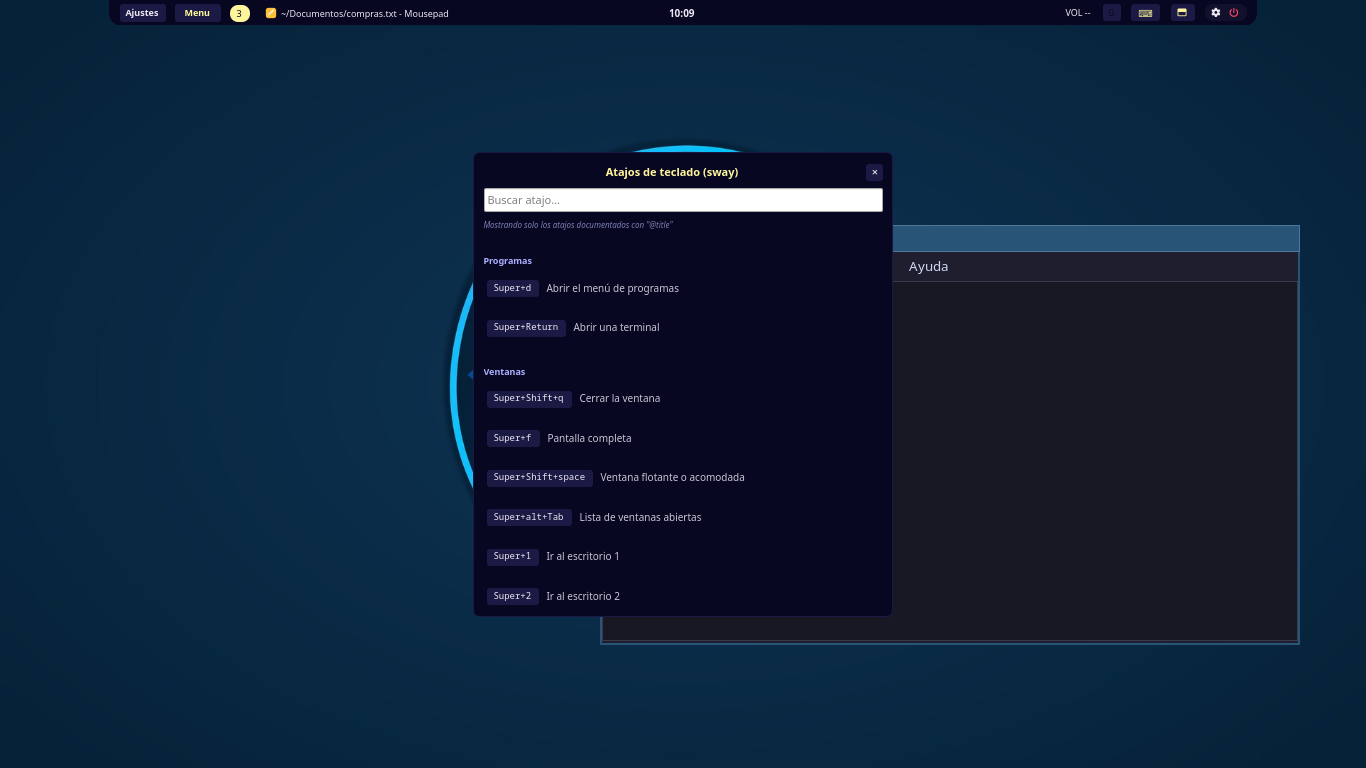 Ajustes Menu 3 ~/Documentos/compras.txt - Mousepad 10:09 VOL --
Atajos de teclado (sway) ×
Buscar atajo...
Mostrando solo los atajos documentados con "@title"
Ayuda
Programas
Super+d Abrir el menú de programas
Super+Return Abrir una terminal
Ventanas
Super+Shift+q Cerrar la ventana
Super+f Pantalla completa
Super+Shift+space Ventana flotante o acomodada
Super+alt+Tab Lista de ventanas abiertas
Super+1 Ir al escritorio 1
Super+2 Ir al escritorio 2